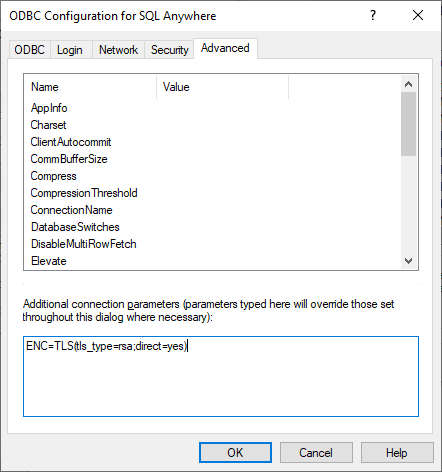 ODBC Configuration for SQL Anywhere
ODBC Login Network Security Advanced
Name Value
AppInfo
Charset
ClientAutocommit
CommBufferSize
Compress
CompressionThreshold
ConnectionName
DatabaseSwitches
DisableMultiRowFetch
Elevate
Additional connection parameters (parameters typed here will override those set
throughout this dialog where necessary):
ENC=TLS(tls_type=rsa;direct=yes)
OK Cancel Help